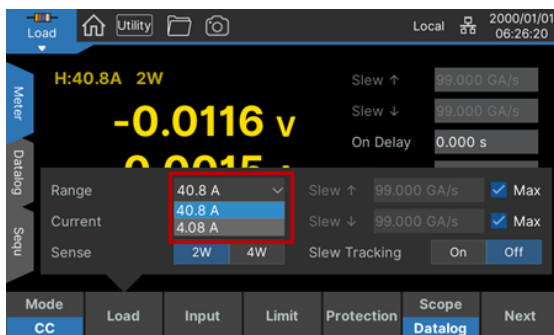 Load
Utility
Local
2000/01/01
06:26:20
Meter
Datalog
Sequ
H:40.8A 2W
-0.0116 V
Slew ↑ 99.000 GA/s
Slew ↓ 99.000 GA/s
On Delay 0.000 s
Range 40.8 A Slew ↑ 99.000 GA/s Max
40.8 A
4.08 A
Current Slew ↓ 99.000 GA/s Max
Sense 2W 4W Slew Tracking On Off
Mode
CC
Load
Input
Limit
Protection
Scope
Datalog
Next